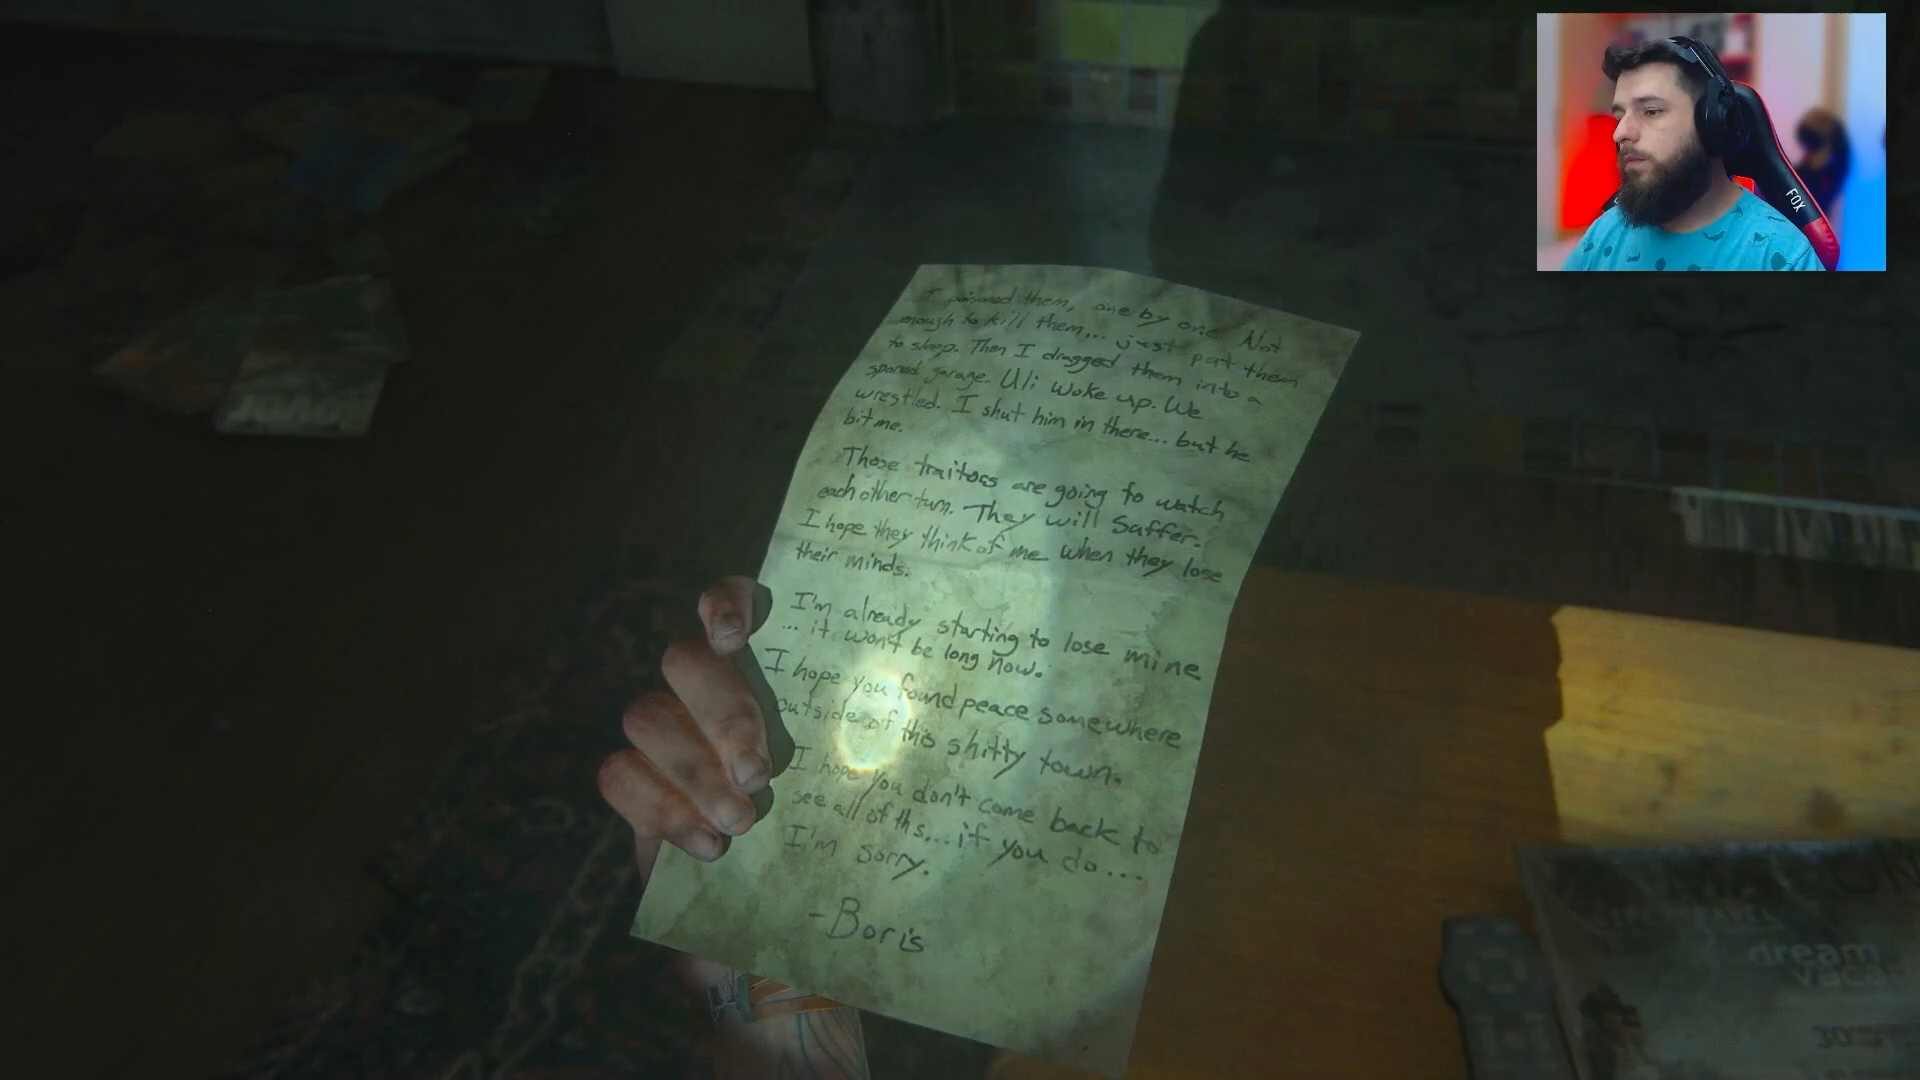 I poisoned them, one by one. Not
enough to kill them... just put them
to sleep. Then I dragged them into a
spored garage. Uli woke up. We
wrestled. I shut him in there... but he
bit me.
Those traitors are going to watch
each other turn. They will suffer.
I hope they think of me when they lose
their minds.
I'm already starting to lose mine
... it won't be long now.
I hope you found peace somewhere
outside of this shitty town.
I hope you don't come back to
see all of ths...if you do...
I'm sorry.
-Boris
FOX
dream